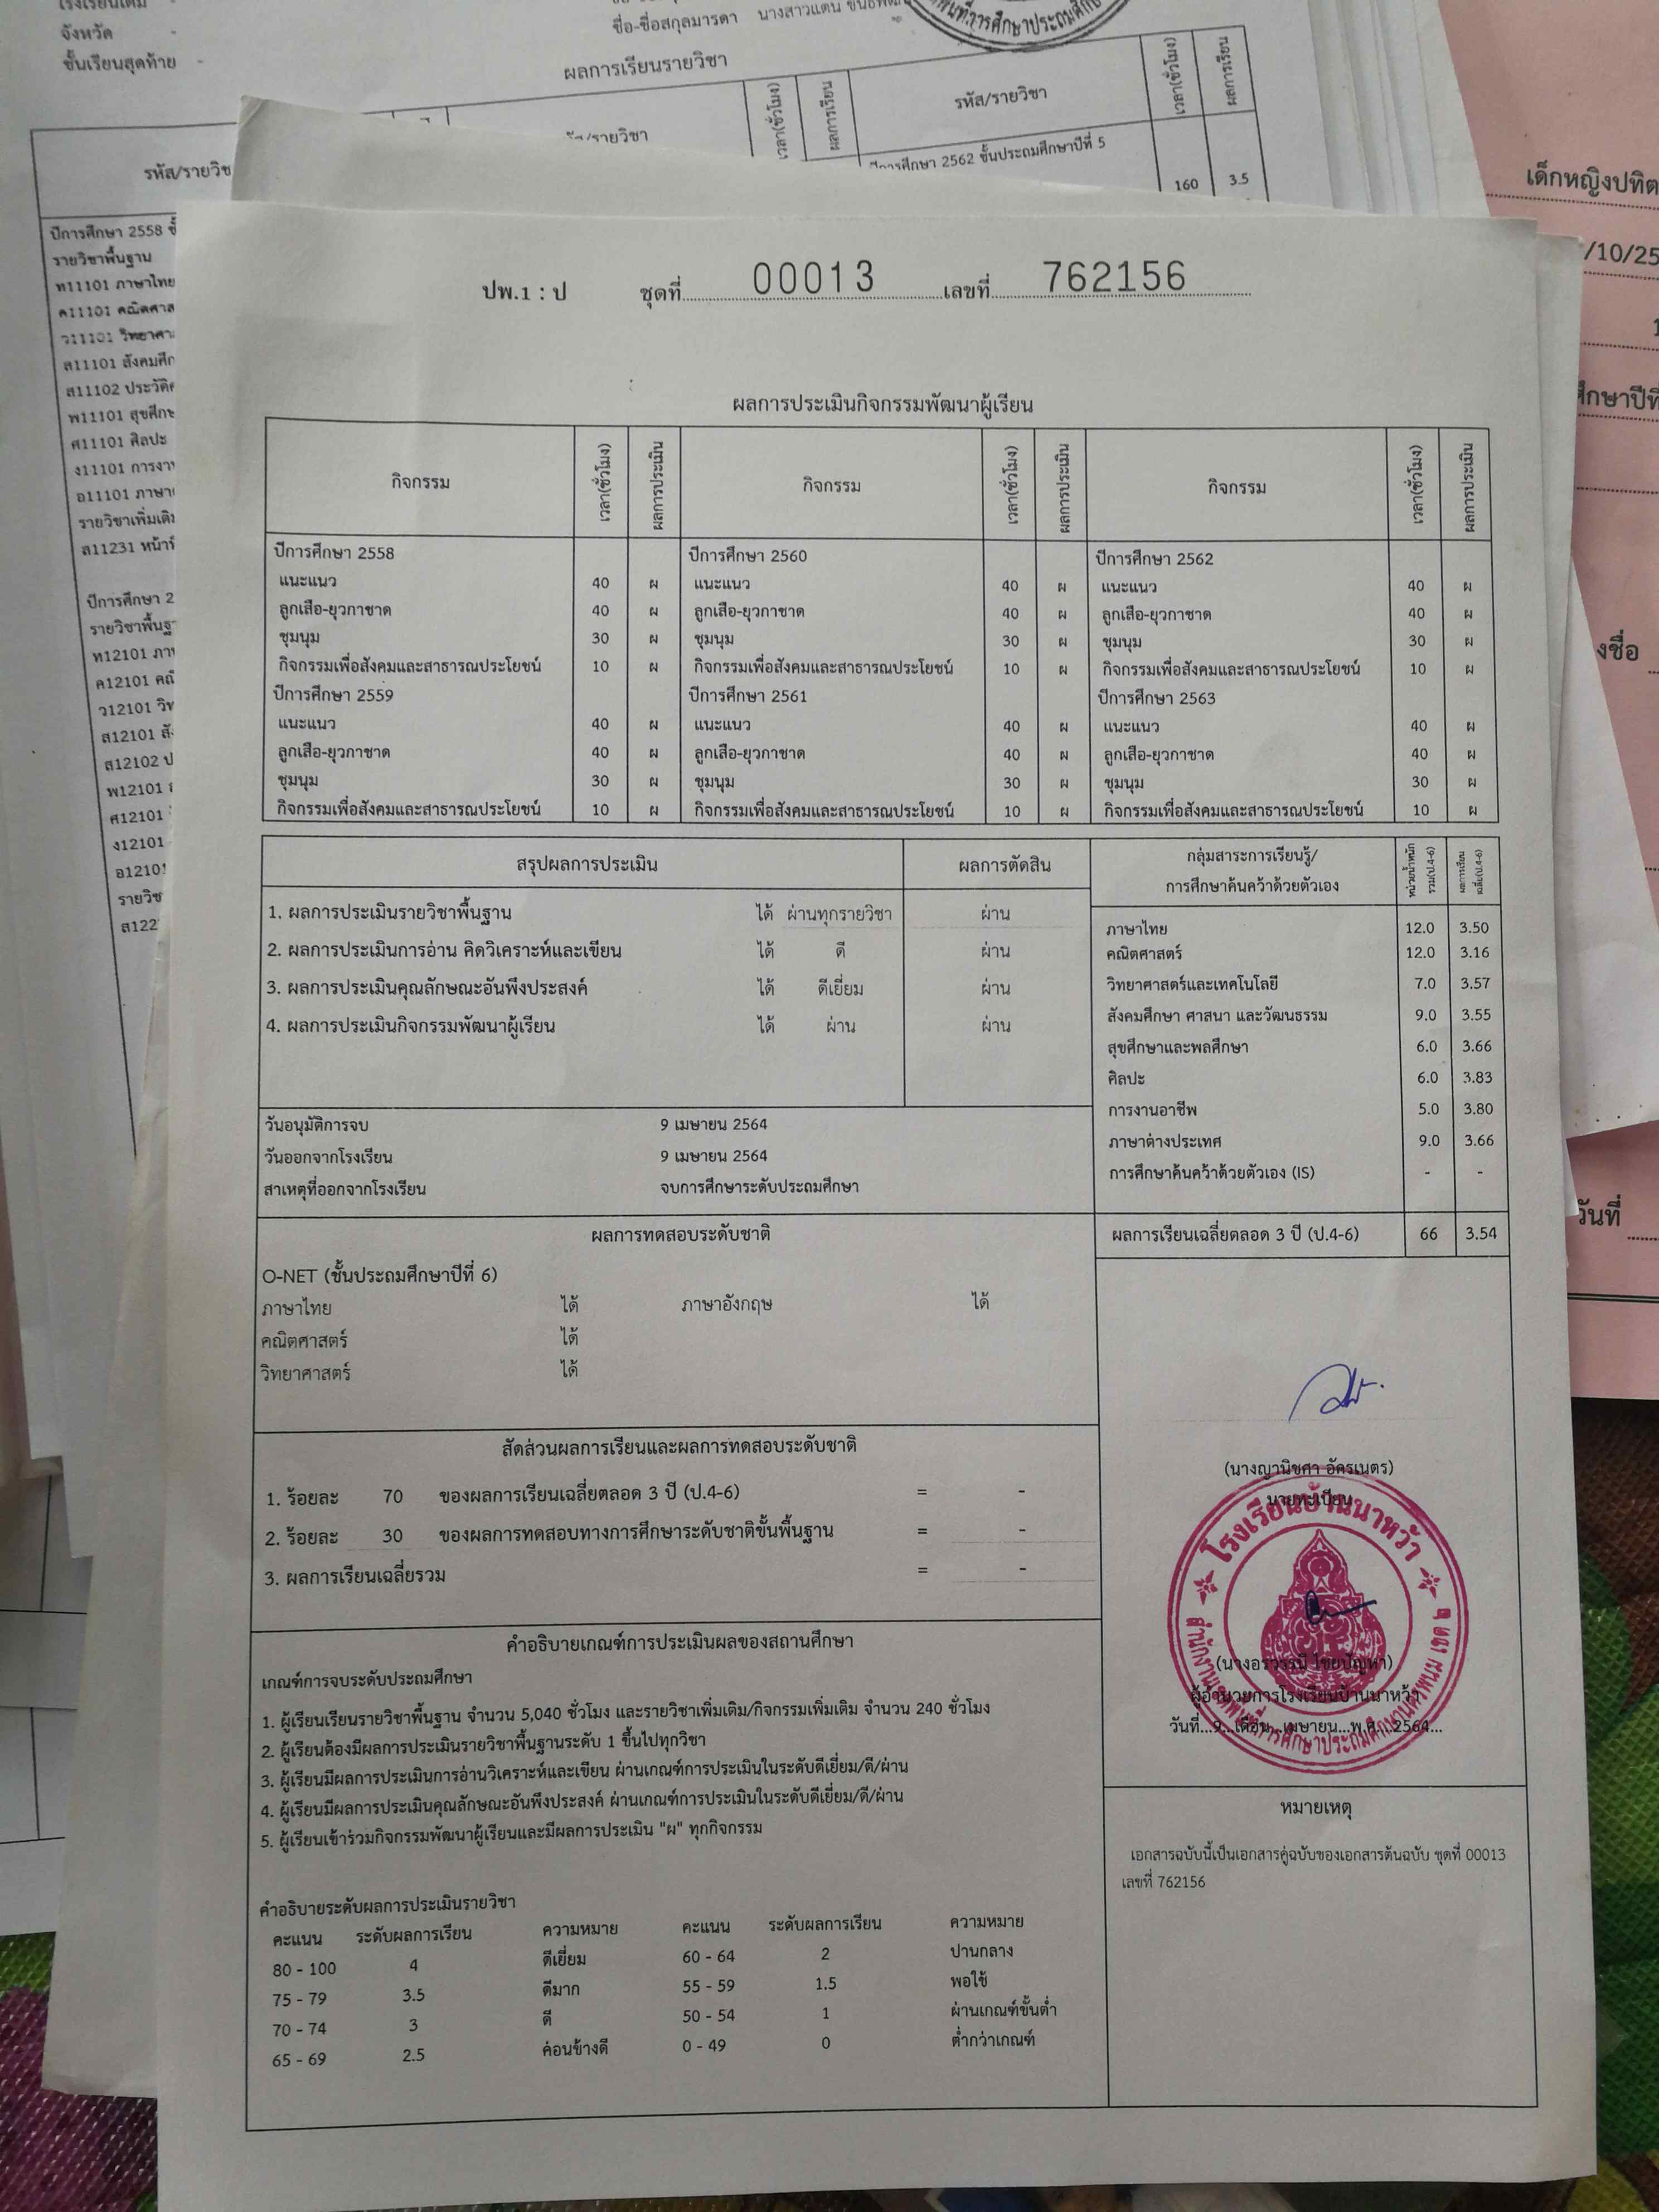 จังหวัด -
ชั้นเรียนสุดท้าย -
ชื่อ-ชื่อสกุลมารดา นางสาวแตน
ผลการเรียนรายวิชา
รหัส/รายวิชา
เวลา(ชั่วโมง)
ผลการเรียน
รหัส/รายวิชา
เวลา(ชั่วโมง)
ผลการเรียน
ปีการศึกษา 2562 ชั้นประถมศึกษาปีที่ 5
160 3.5
ปีการศึกษา 2558
รายวิชาพื้นฐาน
ท11101 ภาษาไทย
ค11101
ว11101
ส11101
ส11102
พ11101
ศ11101 ศิลปะ
ง11101
อ11101
ส11231
ปีการศึกษา 2
ท12101
ค12101
ว12101
ส12101
ส12102
พ12101
ศ12101
ง12101
เด็กหญิง
/10/25
วันที่
ปพ.1 : ป ชุดที่ 00013 เลขที่ 762156
ผลการประเมินกิจกรรมพัฒนาผู้เรียน
กิจกรรม เวลา(ชั่วโมง) ผลการประเมิน กิจกรรม เวลา(ชั่วโมง) ผลการประเมิน กิจกรรม เวลา(ชั่วโมง) ผลการประเมิน
ปีการศึกษา 2558 ปีการศึกษา 2560 ปีการศึกษา 2562
แนะแนว 40 ผ แนะแนว 40 ผ แนะแนว 40 ผ
ลูกเสือ-ยุวกาชาด 40 ผ ลูกเสือ-ยุวกาชาด 40 ผ ลูกเสือ-ยุวกาชาด 40 ผ
ชุมนุม 30 ผ ชุมนุม 30 ผ ชุมนุม 30 ผ
กิจกรรมเพื่อสังคมและสาธารณประโยชน์ 10 ผ กิจกรรมเพื่อสังคมและสาธารณประโยชน์ 10 ผ กิจกรรมเพื่อสังคมและสาธารณประโยชน์ 10 ผ
ปีการศึกษา 2559 ปีการศึกษา 2561 ปีการศึกษา 2563
แนะแนว 40 ผ แนะแนว 40 ผ แนะแนว 40 ผ
ลูกเสือ-ยุวกาชาด 40 ผ ลูกเสือ-ยุวกาชาด 40 ผ ลูกเสือ-ยุวกาชาด 40 ผ
ชุมนุม 30 ผ ชุมนุม 30 ผ ชุมนุม 30 ผ
กิจกรรมเพื่อสังคมและสาธารณประโยชน์ 10 ผ กิจกรรมเพื่อสังคมและสาธารณประโยชน์ 10 ผ กิจกรรมเพื่อสังคมและสาธารณประโยชน์ 10 ผ
สรุปผลการประเมิน ผลการตัดสิน
1. ผลการประเมินรายวิชาพื้นฐาน ได้ ผ่านทุกรายวิชา ผ่าน
2. ผลการประเมินการอ่าน คิดวิเคราะห์และเขียน ได้ ดี ผ่าน
3. ผลการประเมินคุณลักษณะอันพึงประสงค์ ได้ ดีเยี่ยม ผ่าน
4. ผลการประเมินกิจกรรมพัฒนาผู้เรียน ได้ ผ่าน ผ่าน
วันอนุมัติการจบ 9 เมษายน 2564
วันออกจากโรงเรียน 9 เมษายน 2564
สาเหตุที่ออกจากโรงเรียน จบการศึกษาระดับประถมศึกษา
กลุ่มสาระการเรียนรู้/
การศึกษาค้นคว้าด้วยตัวเอง
หน่วยน้ำหนัก
รวม(ป.4-6)
ผลการเรียน
เฉลี่ย(ป.4-6)
ภาษาไทย 12.0 3.50
คณิตศาสตร์ 12.0 3.16
วิทยาศาสตร์และเทคโนโลยี 7.0 3.57
สังคมศึกษา ศาสนา และวัฒนธรรม 9.0 3.55
สุขศึกษาและพลศึกษา 6.0 3.66
ศิลปะ 6.0 3.83
การงานอาชีพ 5.0 3.80
ภาษาต่างประเทศ 9.0 3.66
การศึกษาค้นคว้าด้วยตัวเอง (IS) - -
ผลการเรียนเฉลี่ยตลอด 3 ปี (ป.4-6) 66 3.54
ผลการทดสอบระดับชาติ
O-NET (ชั้นประถมศึกษาปีที่ 6)
ภาษาไทย ได้ ภาษาอังกฤษ ได้
คณิตศาสตร์ ได้
วิทยาศาสตร์ ได้
สัดส่วนผลการเรียนและผลการทดสอบระดับชาติ
1. ร้อยละ 70 ของผลการเรียนเฉลี่ยตลอด 3 ปี (ป.4-6) = -
2. ร้อยละ 30 ของผลการทดสอบทางการศึกษาระดับชาติขั้นพื้นฐาน = -
3. ผลการเรียนเฉลี่ยรวม = -
คำอธิบายเกณฑ์การประเมินผลของสถานศึกษา
เกณฑ์การจบระดับประถมศึกษา
1. ผู้เรียนเรียนรายวิชาพื้นฐาน จำนวน 5,040 ชั่วโมง และรายวิชาเพิ่มเติม/กิจกรรมเพิ่มเติม จำนวน 240 ชั่วโมง
2. ผู้เรียนต้องมีผลการประเมินรายวิชาพื้นฐานระดับ 1 ขึ้นไปทุกวิชา
3. ผู้เรียนมีผลการประเมินการอ่านวิเคราะห์และเขียน ผ่านเกณฑ์การประเมินในระดับดีเยี่ยม/ดี/ผ่าน
4. ผู้เรียนมีผลการประเมินคุณลักษณะอันพึงประสงค์ ผ่านเกณฑ์การประเมินในระดับดีเยี่ยม/ดี/ผ่าน
5. ผู้เรียนเข้าร่วมกิจกรรมพัฒนาผู้เรียนและมีผลการประเมิน "ผ" ทุกกิจกรรม
คำอธิบายระดับผลการประเมินรายวิชา
คะแนน ระดับผลการเรียน ความหมาย คะแนน ระดับผลการเรียน ความหมาย
80 - 100 4 ดีเยี่ยม 60 - 64 2 ปานกลาง
75 - 79 3.5 ดีมาก 55 - 59 1.5 พอใช้
70 - 74 3 ดี 50 - 54 1 ผ่านเกณฑ์ขั้นต่ำ
65 - 69 2.5 ค่อนข้างดี 0 - 49 0 ต่ำกว่าเกณฑ์
(นางญานิชศา อัครเนตร)
นายทะเบียน
โรงเรียนบ้านนาหว้า
สำนักงานเขตพื้นที่การศึกษาประถมศึกษานครพนม เขต ๒
(นางอรวรรณี ไชยปัญหา)
ผู้อำนวยการโรงเรียนบ้านนาหว้า
วันที่...9...เดือน...เมษายน...พ.ศ....2564...
หมายเหตุ
เอกสารฉบับนี้เป็นเอกสารคู่ฉบับของเอกสารต้นฉบับ ชุดที่ 00013
เลขที่ 762156